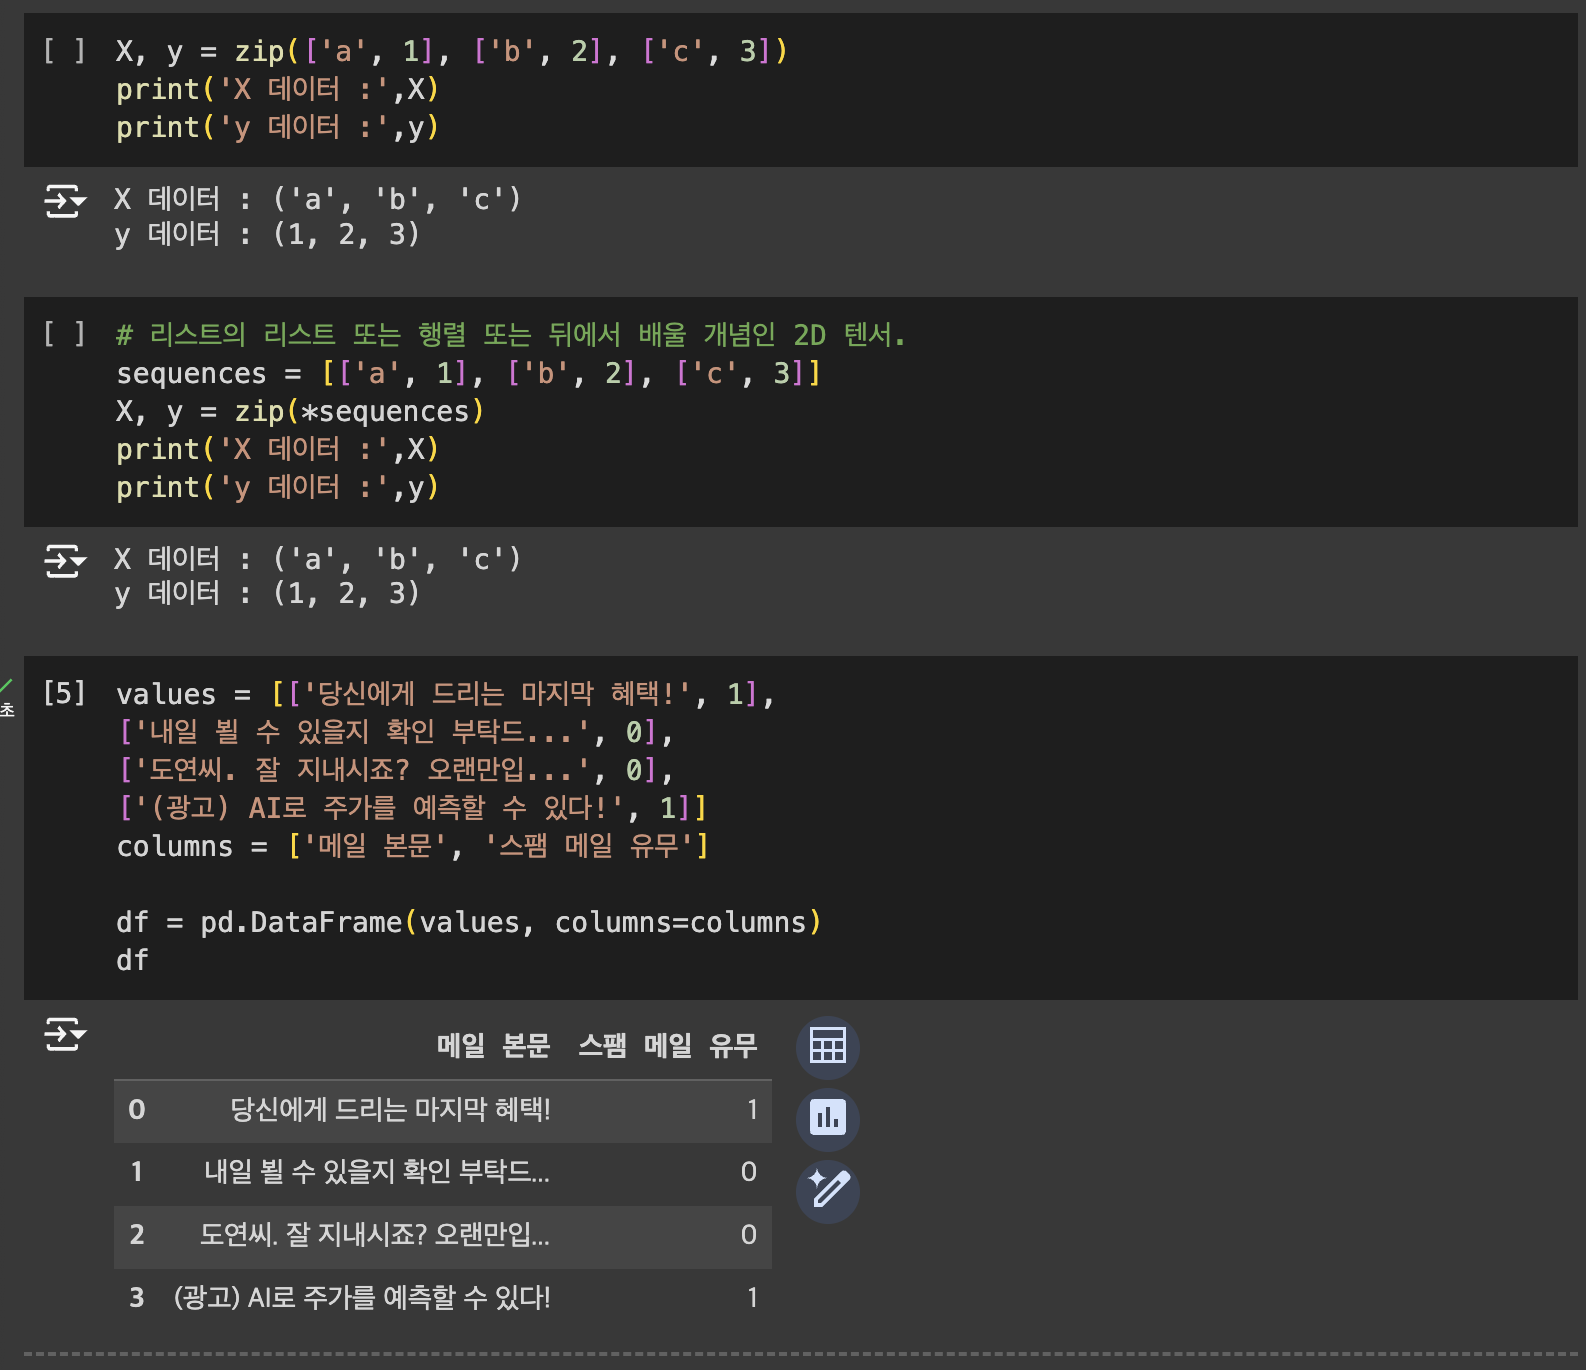 [ ] X, y = zip(['a', 1], ['b', 2], ['c', 3])
print('X 데이터 :',X)
print('y 데이터 :',y)
X 데이터 : ('a', 'b', 'c')
y 데이터 : (1, 2, 3)
[ ] # 리스트의 리스트 또는 행렬 또는 뒤에서 배울 개념인 2D 텐서.
sequences = [['a', 1], ['b', 2], ['c', 3]]
X, y = zip(*sequences)
print('X 데이터 :',X)
print('y 데이터 :',y)
X 데이터 : ('a', 'b', 'c')
y 데이터 : (1, 2, 3)
[5] values = [['당신에게 드리는 마지막 혜택!', 1],
초
['내일 뵐 수 있을지 확인 부탁드...', 0],
['도연씨. 잘 지내시죠? 오랜만입...', 0],
['(광고) AI로 주가를 예측할 수 있다!', 1]]
columns = ['메일 본문', '스팸 메일 유무']
df = pd.DataFrame(values, columns=columns)
df
메일 본문 스팸 메일 유무
0 당신에게 드리는 마지막 혜택! 1
1 내일 뵐 수 있을지 확인 부탁드... 0
2 도연씨. 잘 지내시죠? 오랜만입... 0
3 (광고) AI로 주가를 예측할 수 있다! 1